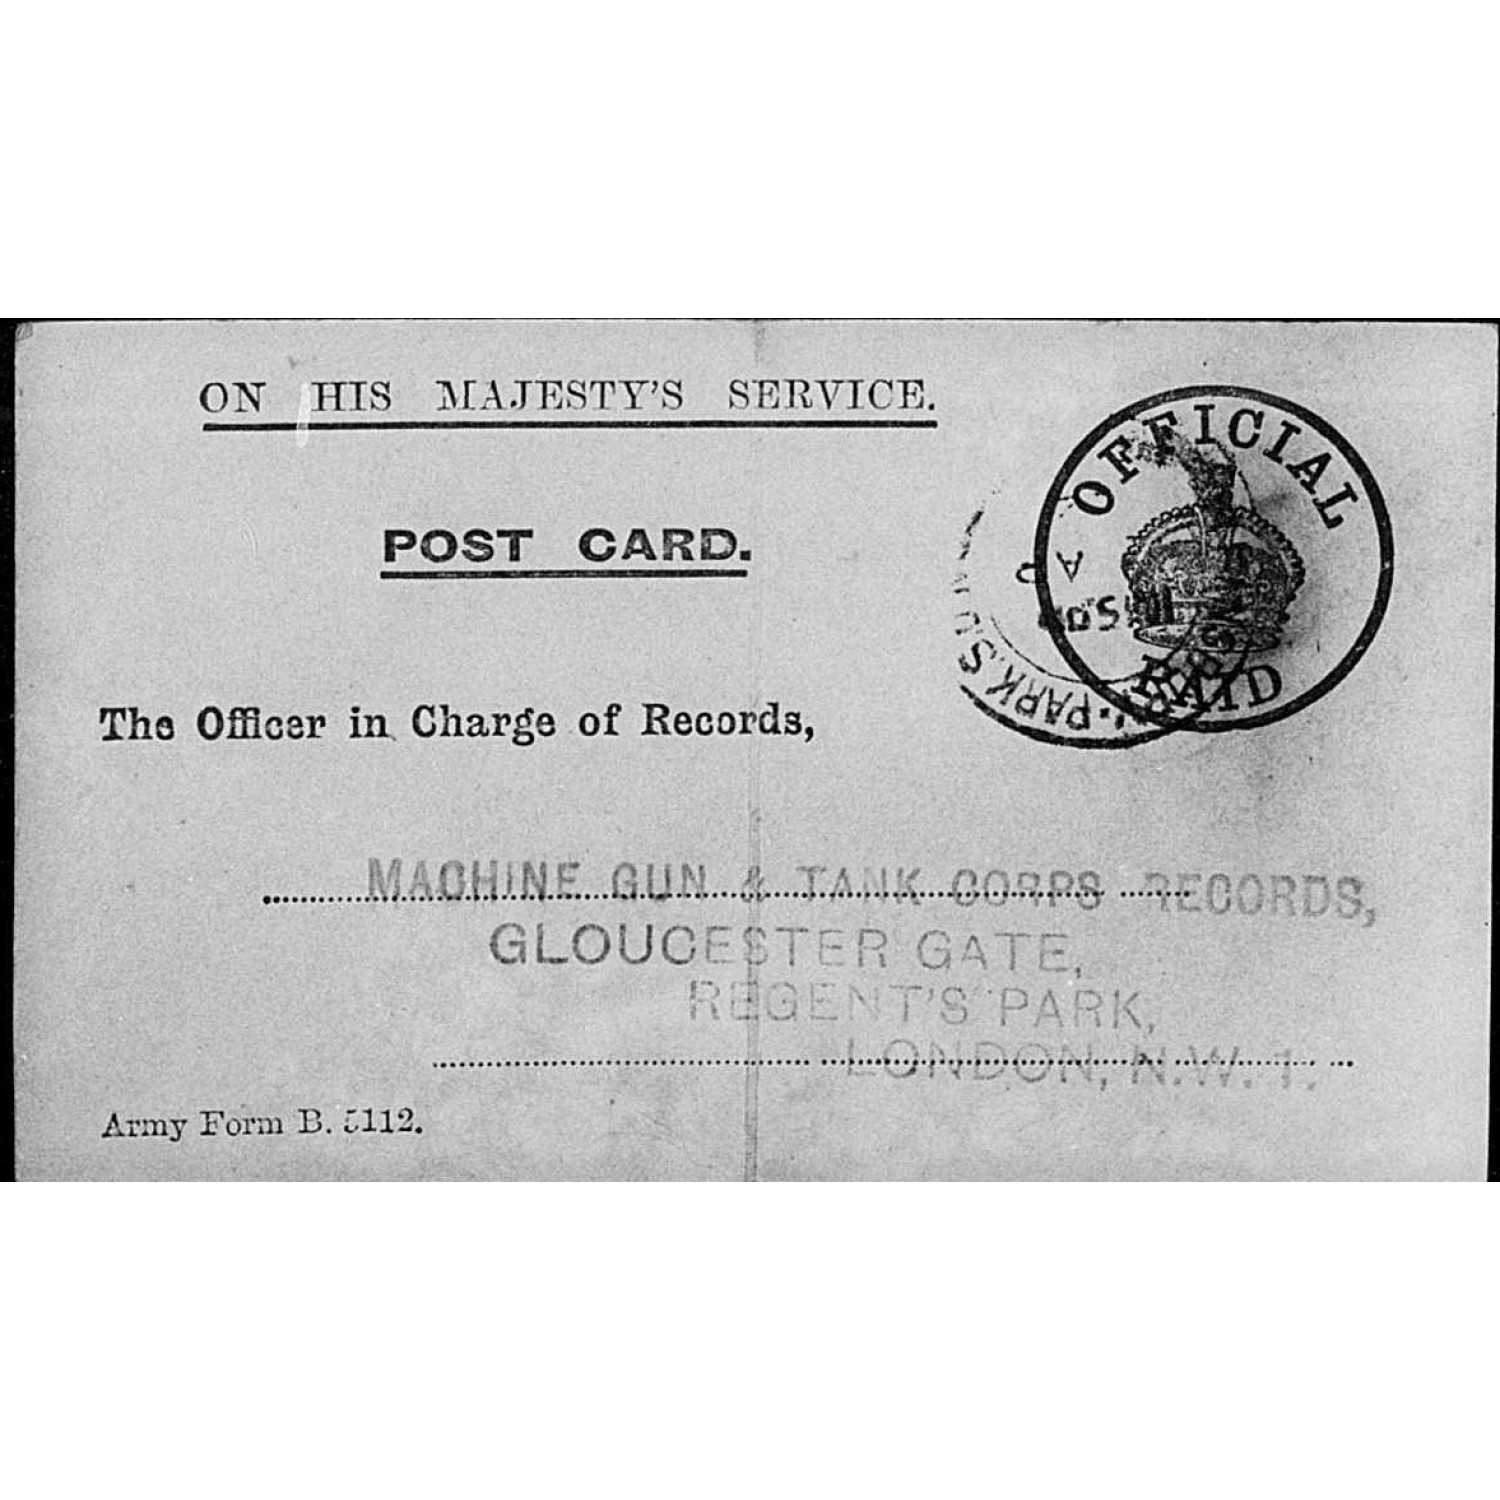 ON HIS MAJESTY'S SERVICE.
OFFICIAL
PAID
POST CARD.
The Officer in Charge of Records,
MACHINE GUN & TANK CORPS RECORDS,
GLOUCESTER GATE,
REGENT'S PARK,
LONDON, N.W. 1.
Army Form B. 5112.